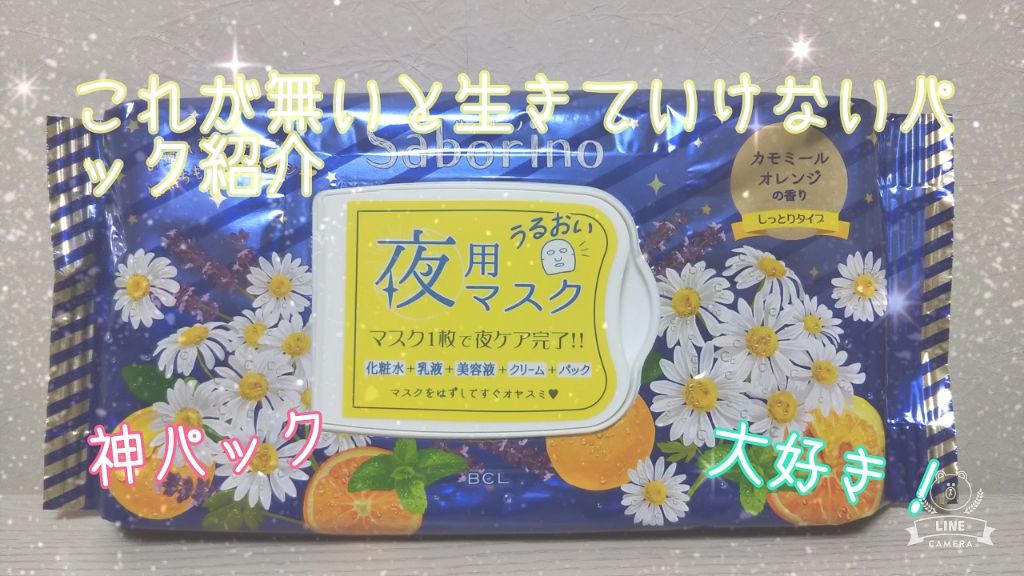 これが無いと生きていけないパ
ック紹介
Saborino
カモミール
オレンジ
の香り
しっとりタイプ
うるおい
夜用
マスク
マスク1枚で夜ケア完了!!
化粧水+乳液+美容液+クリーム+パック
マスクをはずしてすぐオヤスミ♥
神パック
大好き!
BCL
LINE
CAMERA